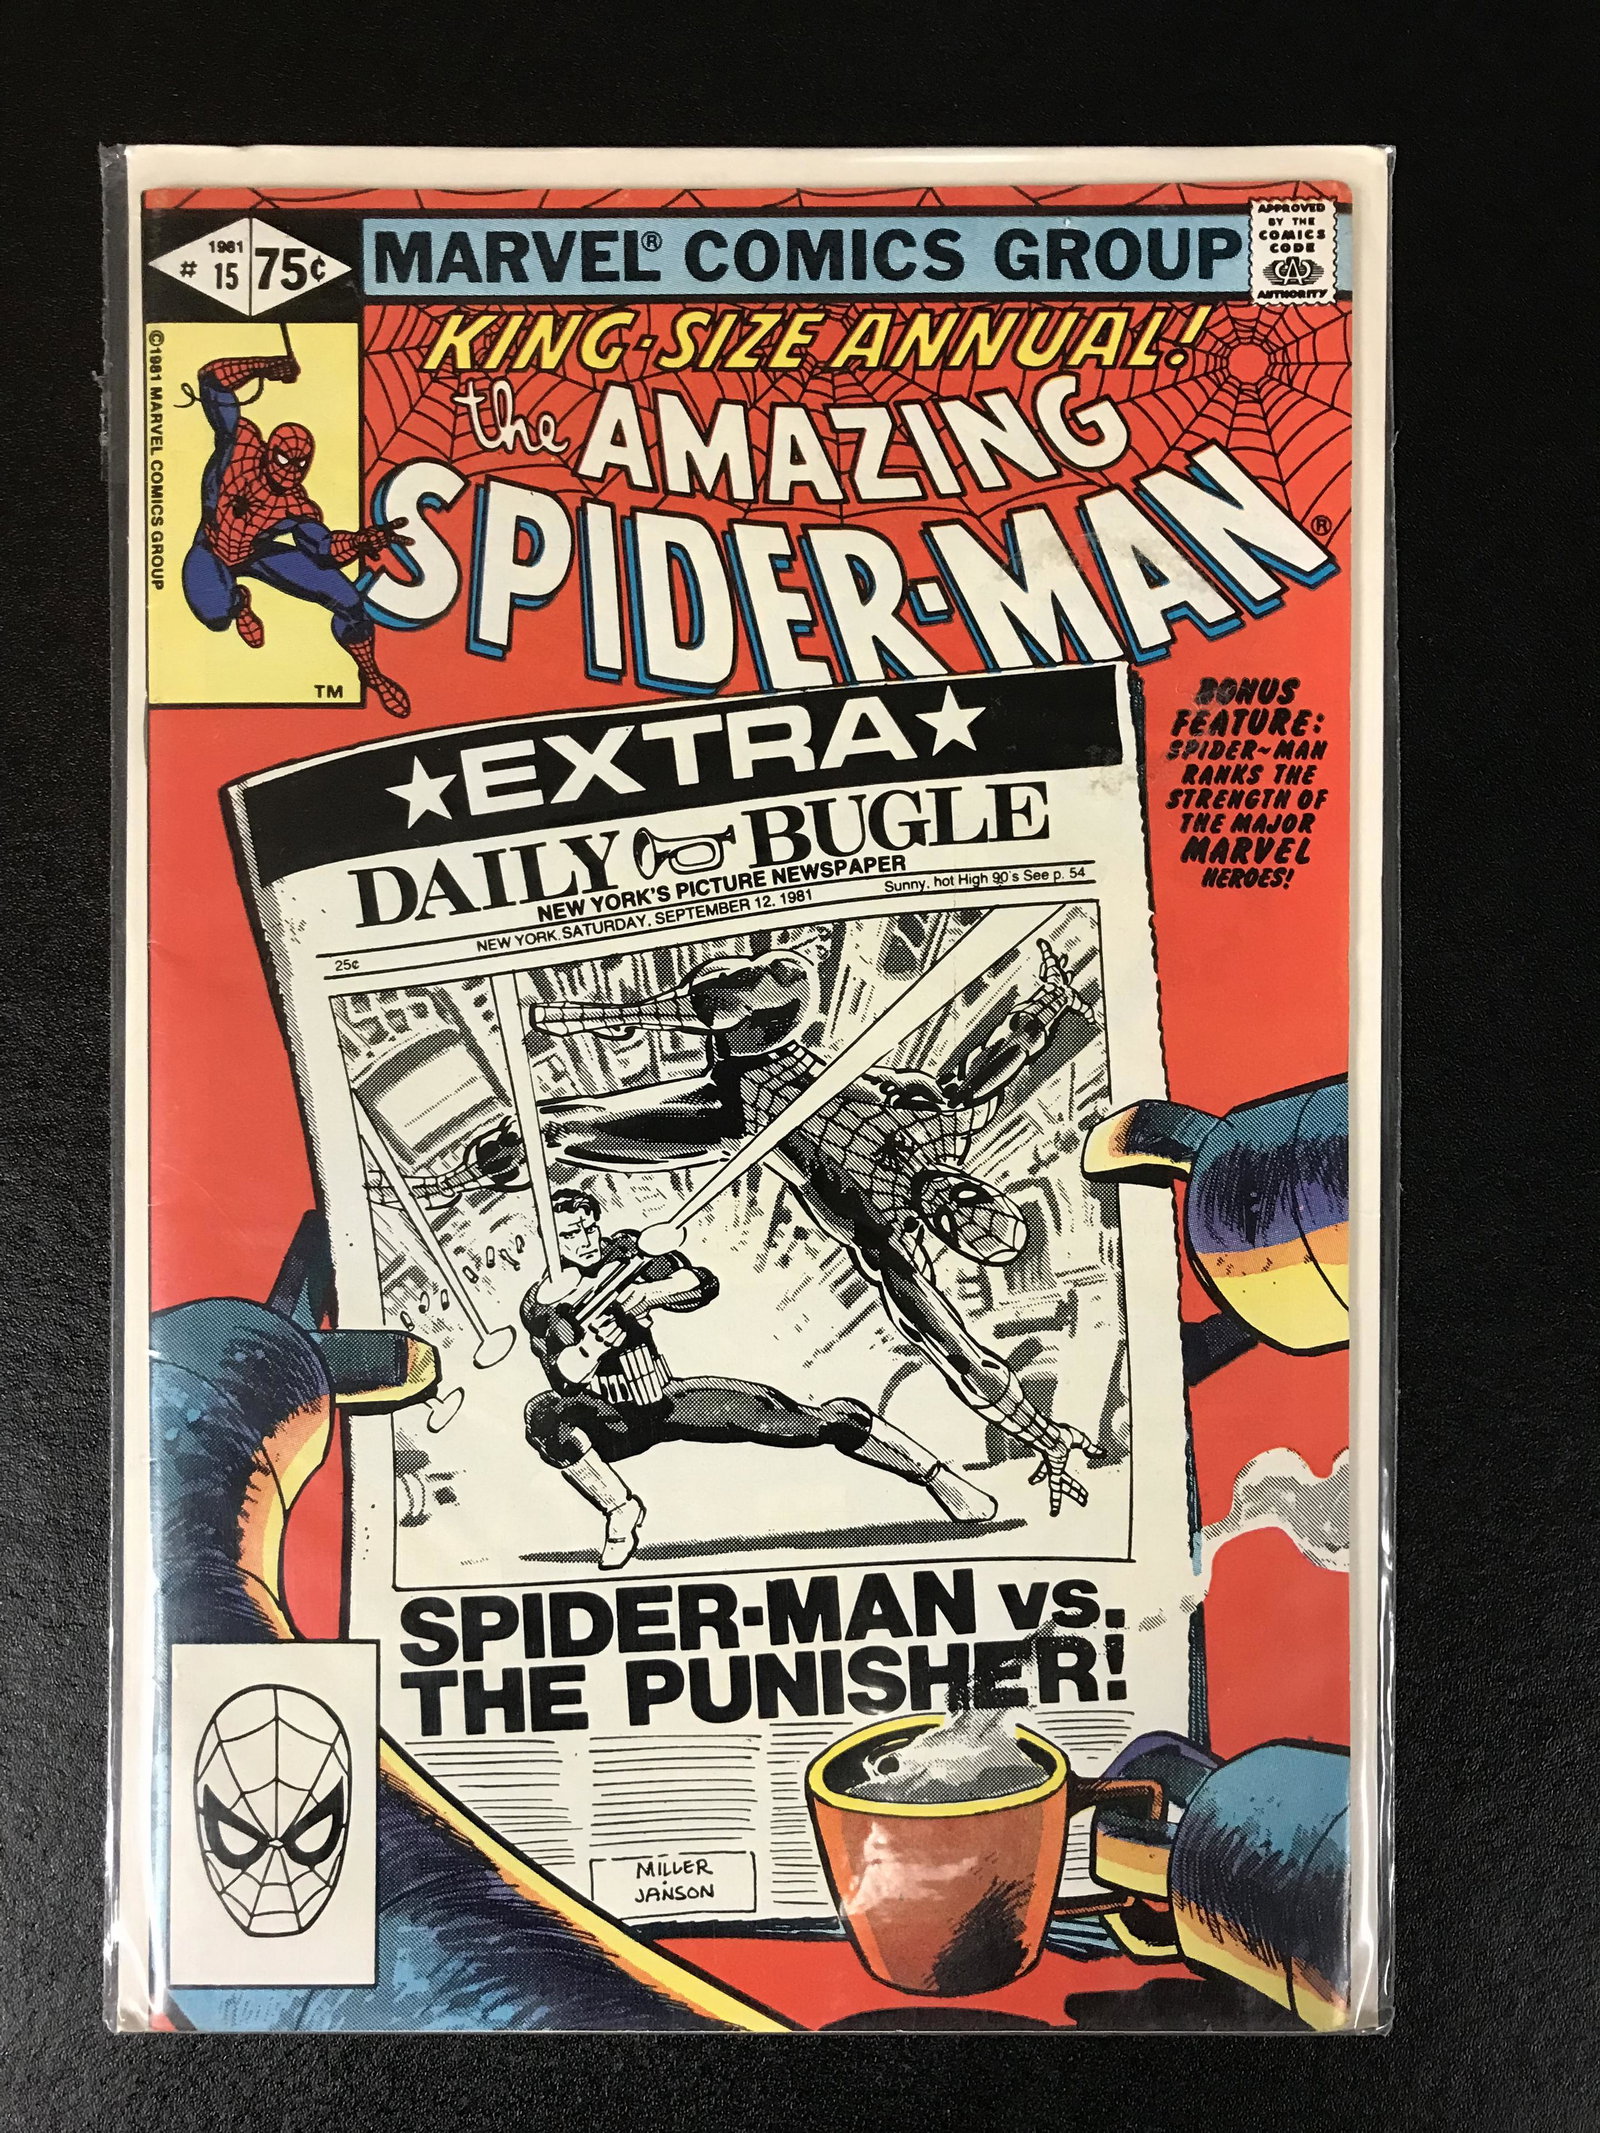 1981
# 15
75¢
MARVEL® COMICS GROUP
APPROVED
BY THE
COMICS
CODE
CA
AUTHORITY
KING-SIZE ANNUAL!
the AMAZING
SPIDER-MAN®
©1981 MARVEL COMICS GROUP
TM
BONUS
FEATURE:
SPIDER-MAN
RANKS THE
STRENGTH OF
THE MAJOR
MARVEL
HEROES!
★EXTRA★
DAILY BUGLE
NEW YORK'S PICTURE NEWSPAPER
NEW YORK, SATURDAY, SEPTEMBER 12, 1981
Sunny, hot High 90's See p. 54
25¢
SPIDER-MAN vs.
THE PUNISHER!
MILLER
JANSON